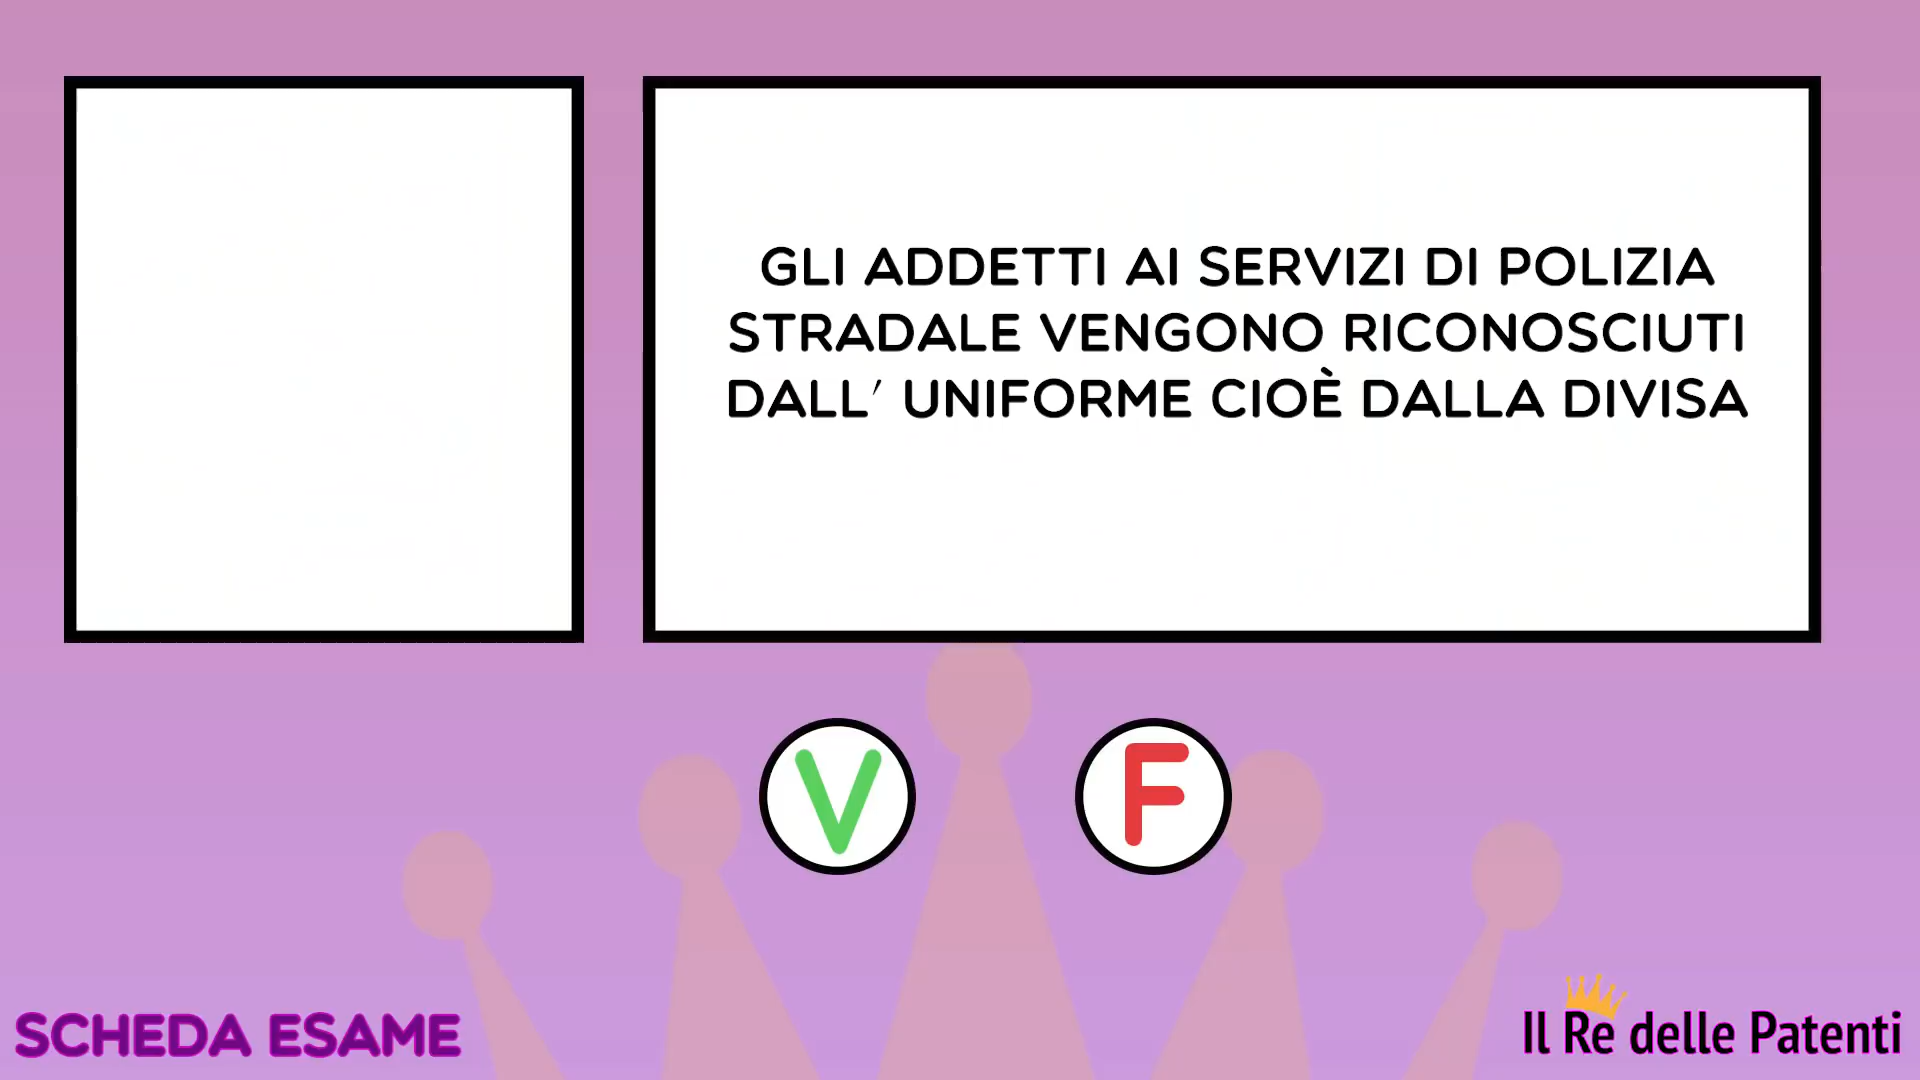 GLI ADDETTI AI SERVIZI DI POLIZIA
STRADALE VENGONO RICONOSCIUTI
DALL' UNIFORME CIOÈ DALLA DIVISA
V F
SCHEDA ESAME
Il Re delle Patenti